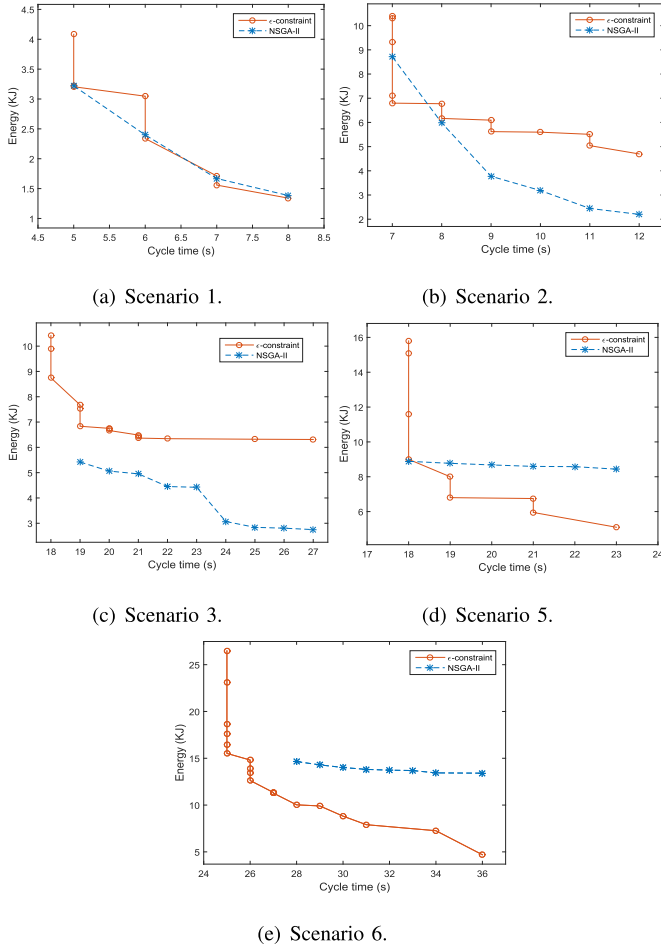 4.5
4
3.5
3
2.5
2
1.5
1
Energy (KJ)
4.5 5 5.5 6 6.5 7 7.5 8 8.5
Cycle time (s)
ϵ-constraint
NSGA-II
(a) Scenario 1.
10
9
8
7
6
5
4
3
2
Energy (KJ)
7 8 9 10 11 12
Cycle time (s)
ϵ-constraint
NSGA-II
(b) Scenario 2.
10
9
8
7
6
5
4
3
Energy (KJ)
18 19 20 21 22 23 24 25 26 27
Cycle time (s)
ϵ-constraint
NSGA-II
(c) Scenario 3.
16
14
12
10
8
6
Energy (KJ)
17 18 19 20 21 22 23 24
Cycle time (s)
ϵ-constraint
NSGA-II
(d) Scenario 5.
25
20
15
10
5
Energy (KJ)
24 26 28 30 32 34 36
Cycle time (s)
ϵ-constraint
NSGA-II
(e) Scenario 6.